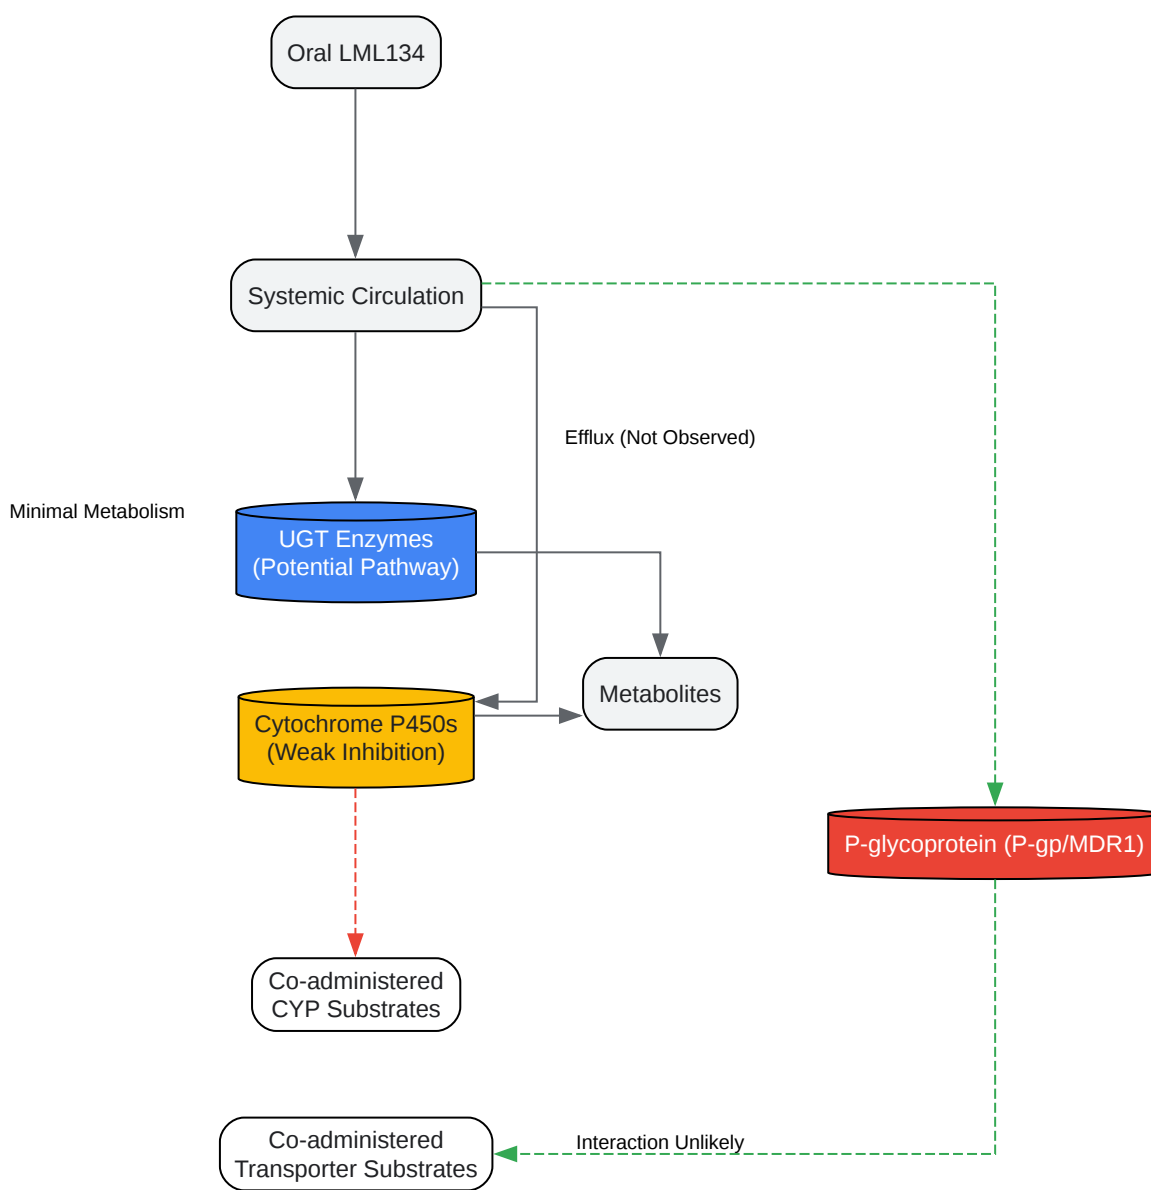 Oral LML134
Systemic Circulation
Efflux (Not Observed)
Minimal Metabolism
UGT Enzymes
(Potential Pathway)
Metabolites
Cytochrome P450s
(Weak Inhibition)
P-glycoprotein (P-gp/MDR1)
Co-administered
CYP Substrates
Interaction Unlikely
Co-administered
Transporter Substrates